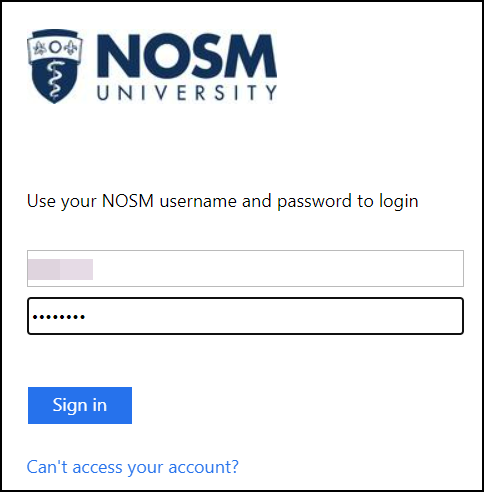 NOSM
UNIVERSITY
Use your NOSM username and password to login
••••••••
Sign in
Can't access your account?